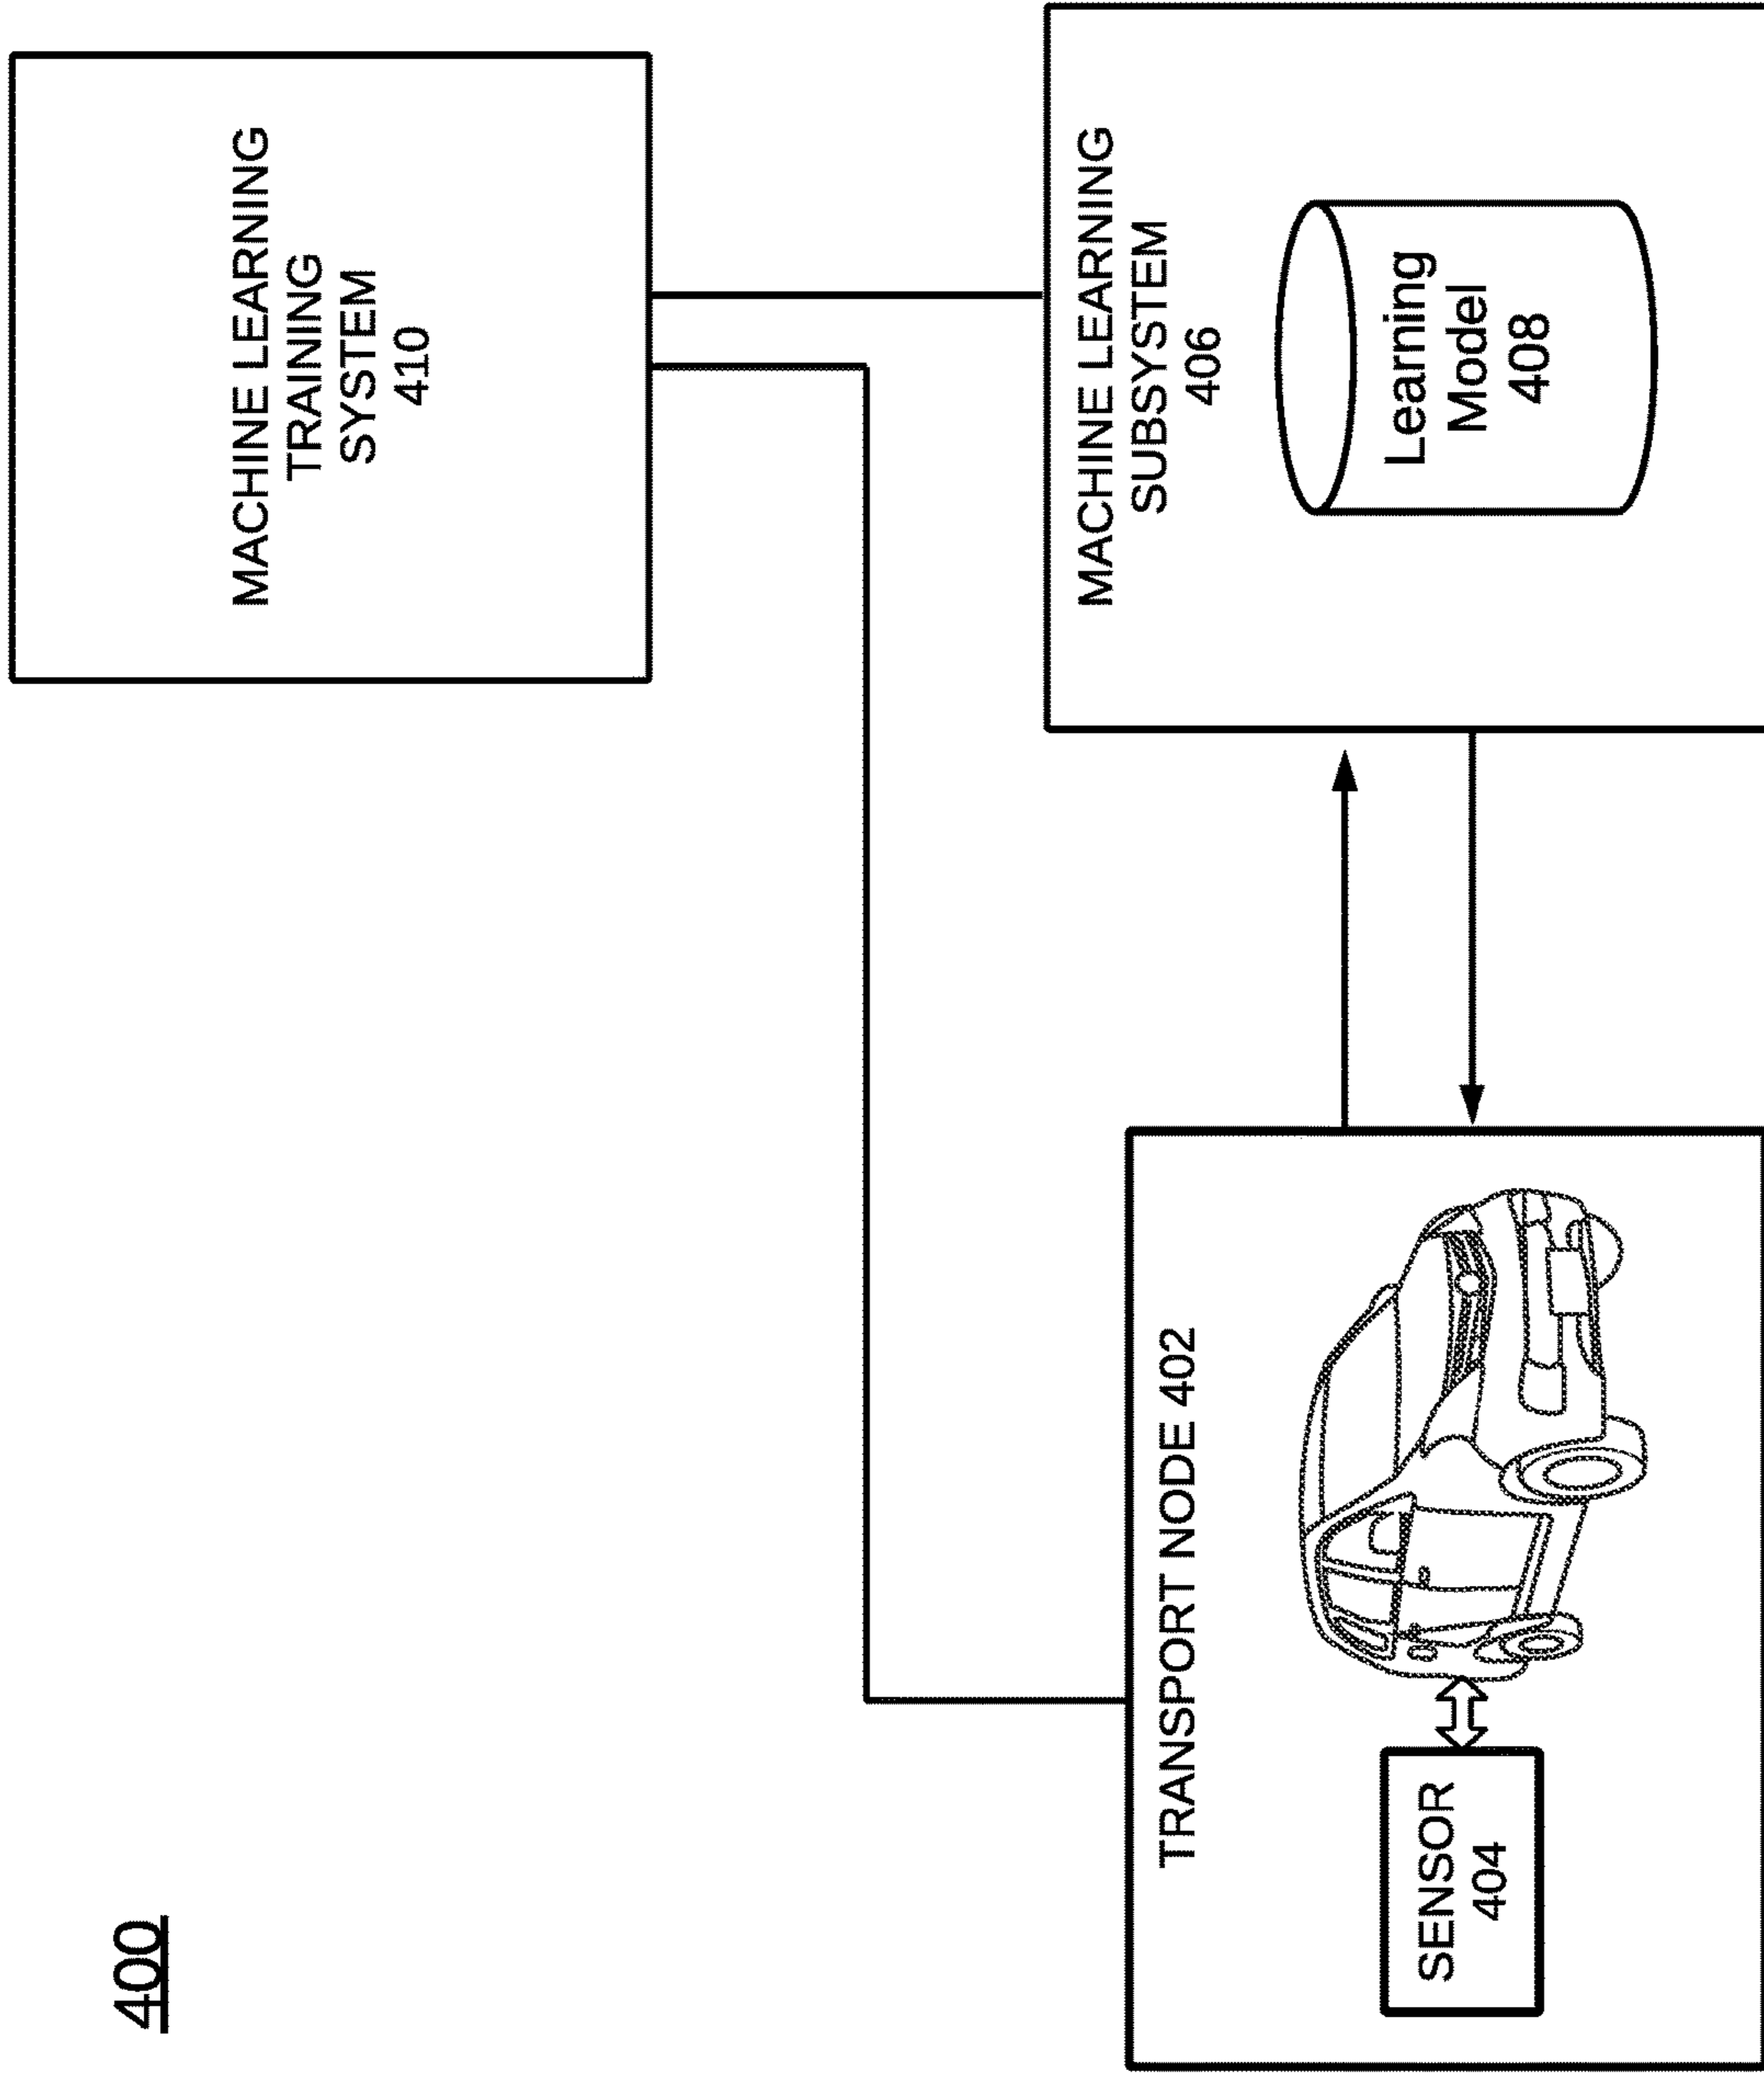 400
MACHINE LEARNING
TRAINING
SYSTEM
410
TRANSPORT NODE 402
SENSOR
404
MACHINE LEARNING
SUBSYSTEM
406
Learning
Model
408